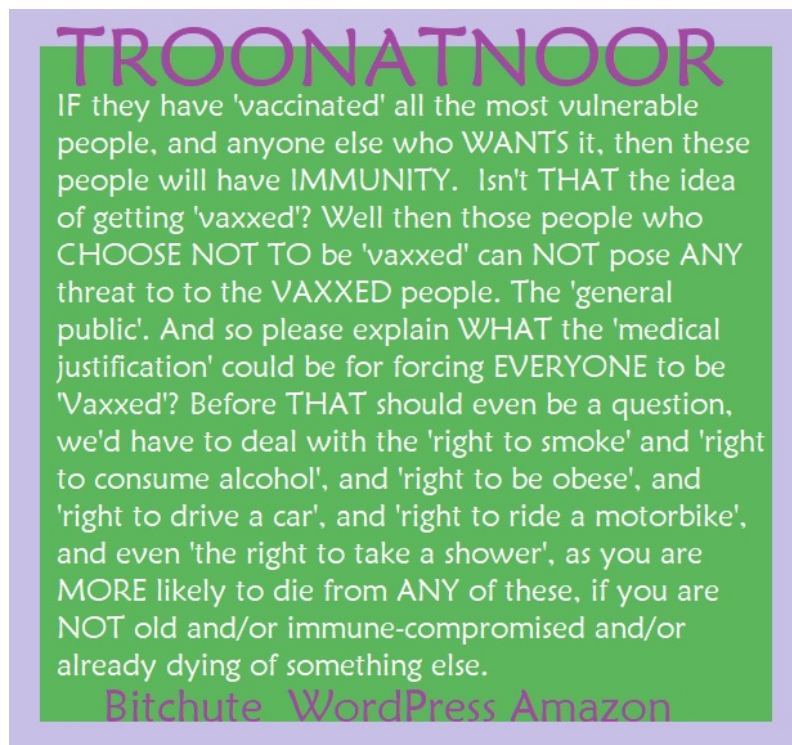 TROONATNOOR
IF they have 'vaccinated' all the most vulnerable
people, and anyone else who WANTS it, then these
people will have IMMUNITY.  Isn't THAT the idea
of getting 'vaxxed'? Well then those people who
CHOOSE NOT TO be 'vaxxed' can NOT pose ANY
threat to to the VAXXED people. The 'general
public'. And so please explain WHAT the 'medical
justification' could be for forcing EVERYONE to be
'Vaxxed'? Before THAT should even be a question,
we'd have to deal with the 'right to smoke' and 'right
to consume alcohol', and 'right to be obese', and
'right to drive a car', and 'right to ride a motorbike',
and even 'the right to take a shower', as you are
MORE likely to die from ANY of these, if you are
NOT old and/or immune-compromised and/or
already dying of something else.
Bitchute  WordPress Amazon